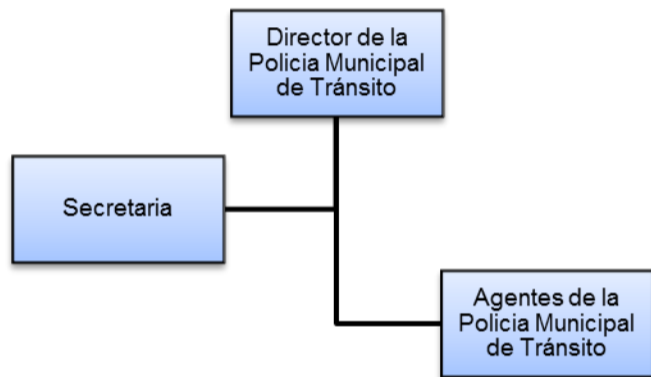 Director de la
Policia Municipal
de Tránsito
Secretaria
Agentes de la
Policia Municipal
de Tránsito